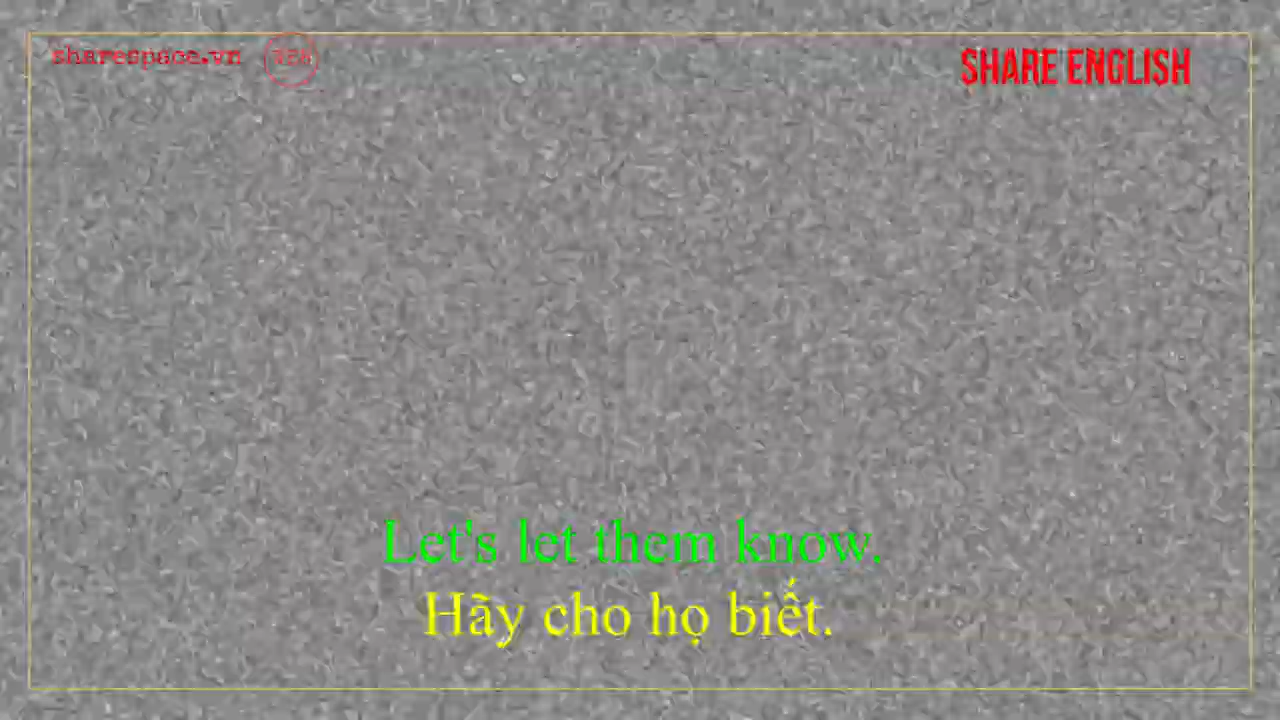 sharespace.vn
SHARE ENGLISH
Let's let them know.
Hãy cho họ biết.